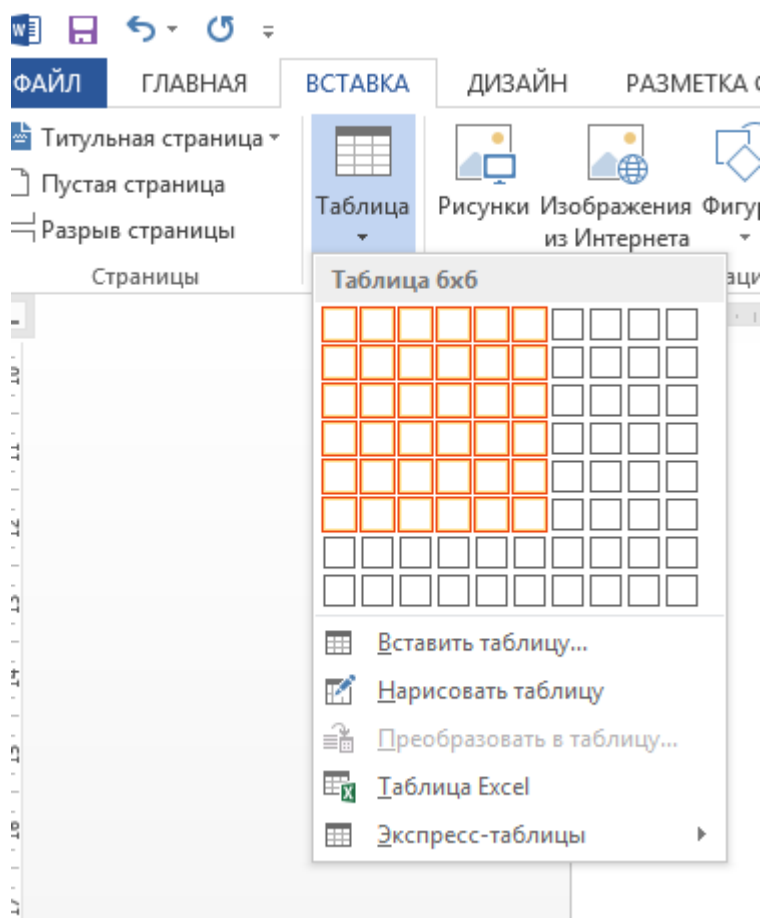 ФАЙЛ ГЛАВНАЯ ВСТАВКА ДИЗАЙН РАЗМЕТКА
Титульная страница
Пустая страница
Разрыв страницы
Страницы
Таблица
Рисунки
Изображения
из Интернета
Таблица 6x6
Вставить таблицу...
Нарисовать таблицу
Преобразовать в таблицу...
Таблица Excel
Экспресс-таблицы